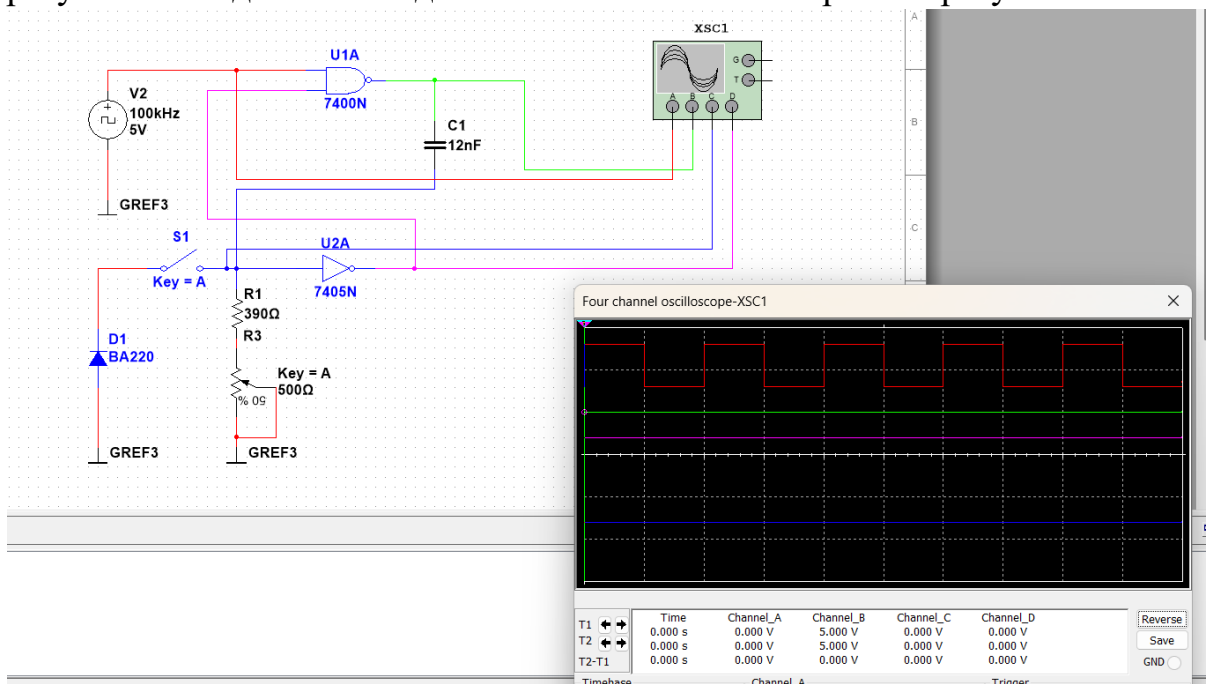 XSC1
A
G
T
A B C D
U1A
7400N
V2
100kHz
5V
B
C1
12nF
GREF3
C
S1
Key = A
U2A
7405N
R1
390Ω
R3
D1
BA220
Key = A
500Ω
50 %
GREF3
GREF3
Four channel oscilloscope-XSC1
Time Channel_A Channel_B Channel_C Channel_D
T1 0.000 s 0.000 V 5.000 V 0.000 V 0.000 V
T2 0.000 s 0.000 V 5.000 V 0.000 V 0.000 V
T2-T1 0.000 s 0.000 V 0.000 V 0.000 V 0.000 V
Reverse
Save
GND
Timebase Channel_A Trigger